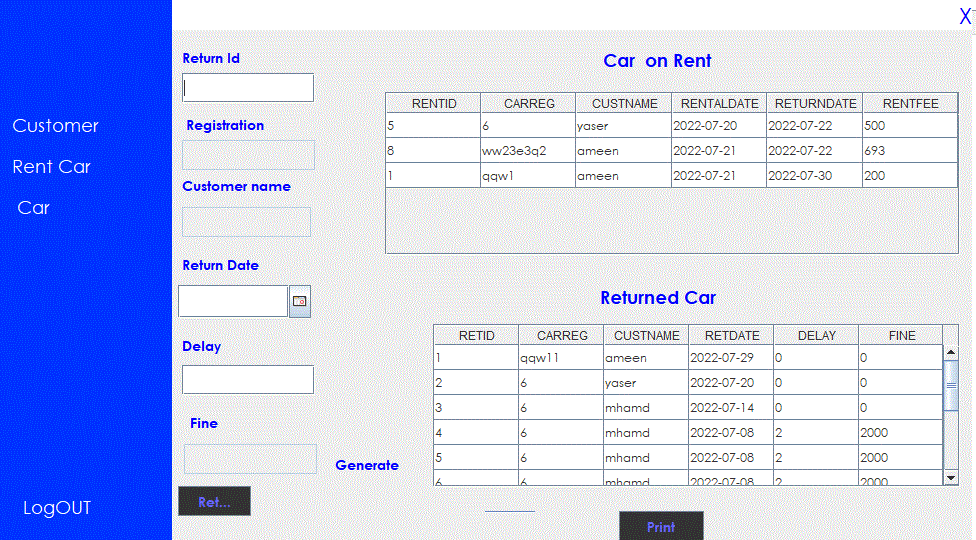 X
Customer
Rent Car
Car
LogOUT
Return Id
Registration
Customer name
Return Date
Delay
Fine
Generate
Ret...
Car on Rent
RENTID CARREG CUSTNAME RENTALDATE RETURNDATE RENTFEE
5 6 yaser 2022-07-20 2022-07-22 500
8 ww23e3q2 ameen 2022-07-21 2022-07-22 693
1 qqw1 ameen 2022-07-21 2022-07-30 200
Returned Car
RETID CARREG CUSTNAME RETDATE DELAY FINE
1 qqw11 ameen 2022-07-29 0 0
2 6 yaser 2022-07-20 0 0
3 6 mhamd 2022-07-14 0 0
4 6 mhamd 2022-07-08 2 2000
5 6 mhamd 2022-07-08 2 2000
6 6 mhamd 2022-07-08 2 2000
Print